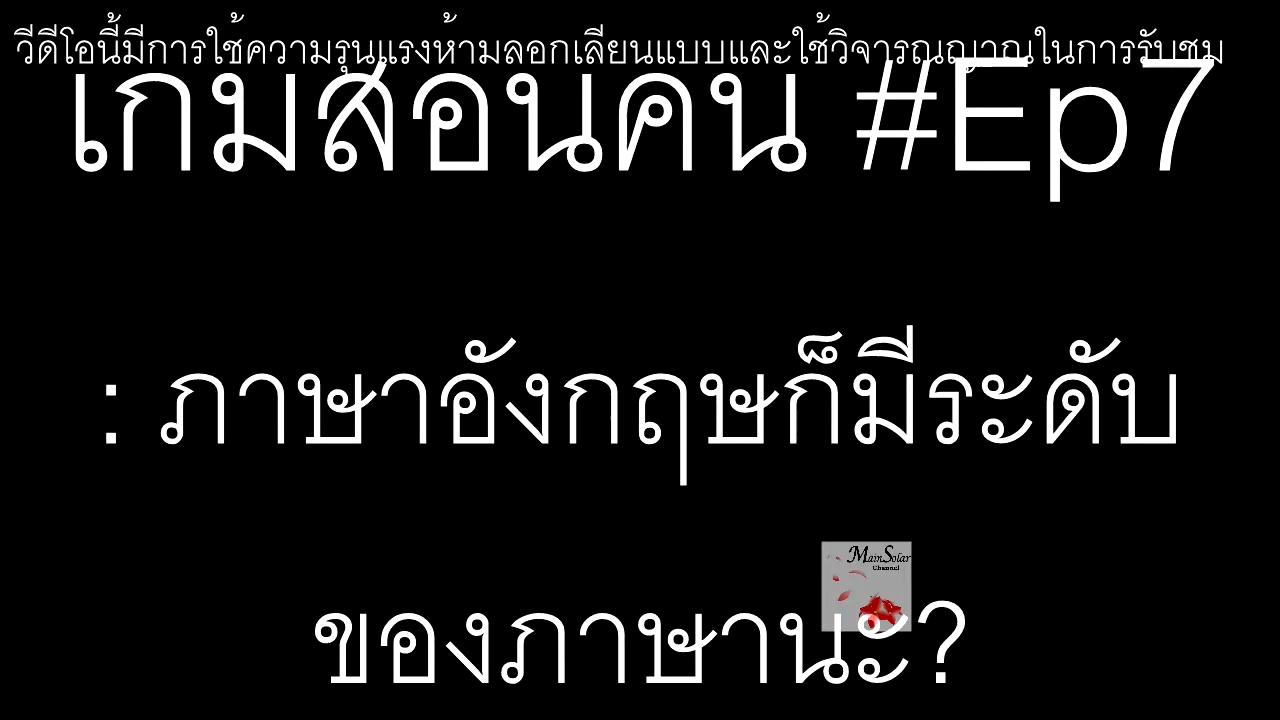 วีดีโอนี้มีการใช้ความรุนแรงห้ามลอกเลียนแบบและใช้วิจารณญาณในการรับชม
เกมสอนคน #Ep7
: ภาษาอังกฤษก็มีระดับ
MainSolar
Channel
ของภาษานะ?